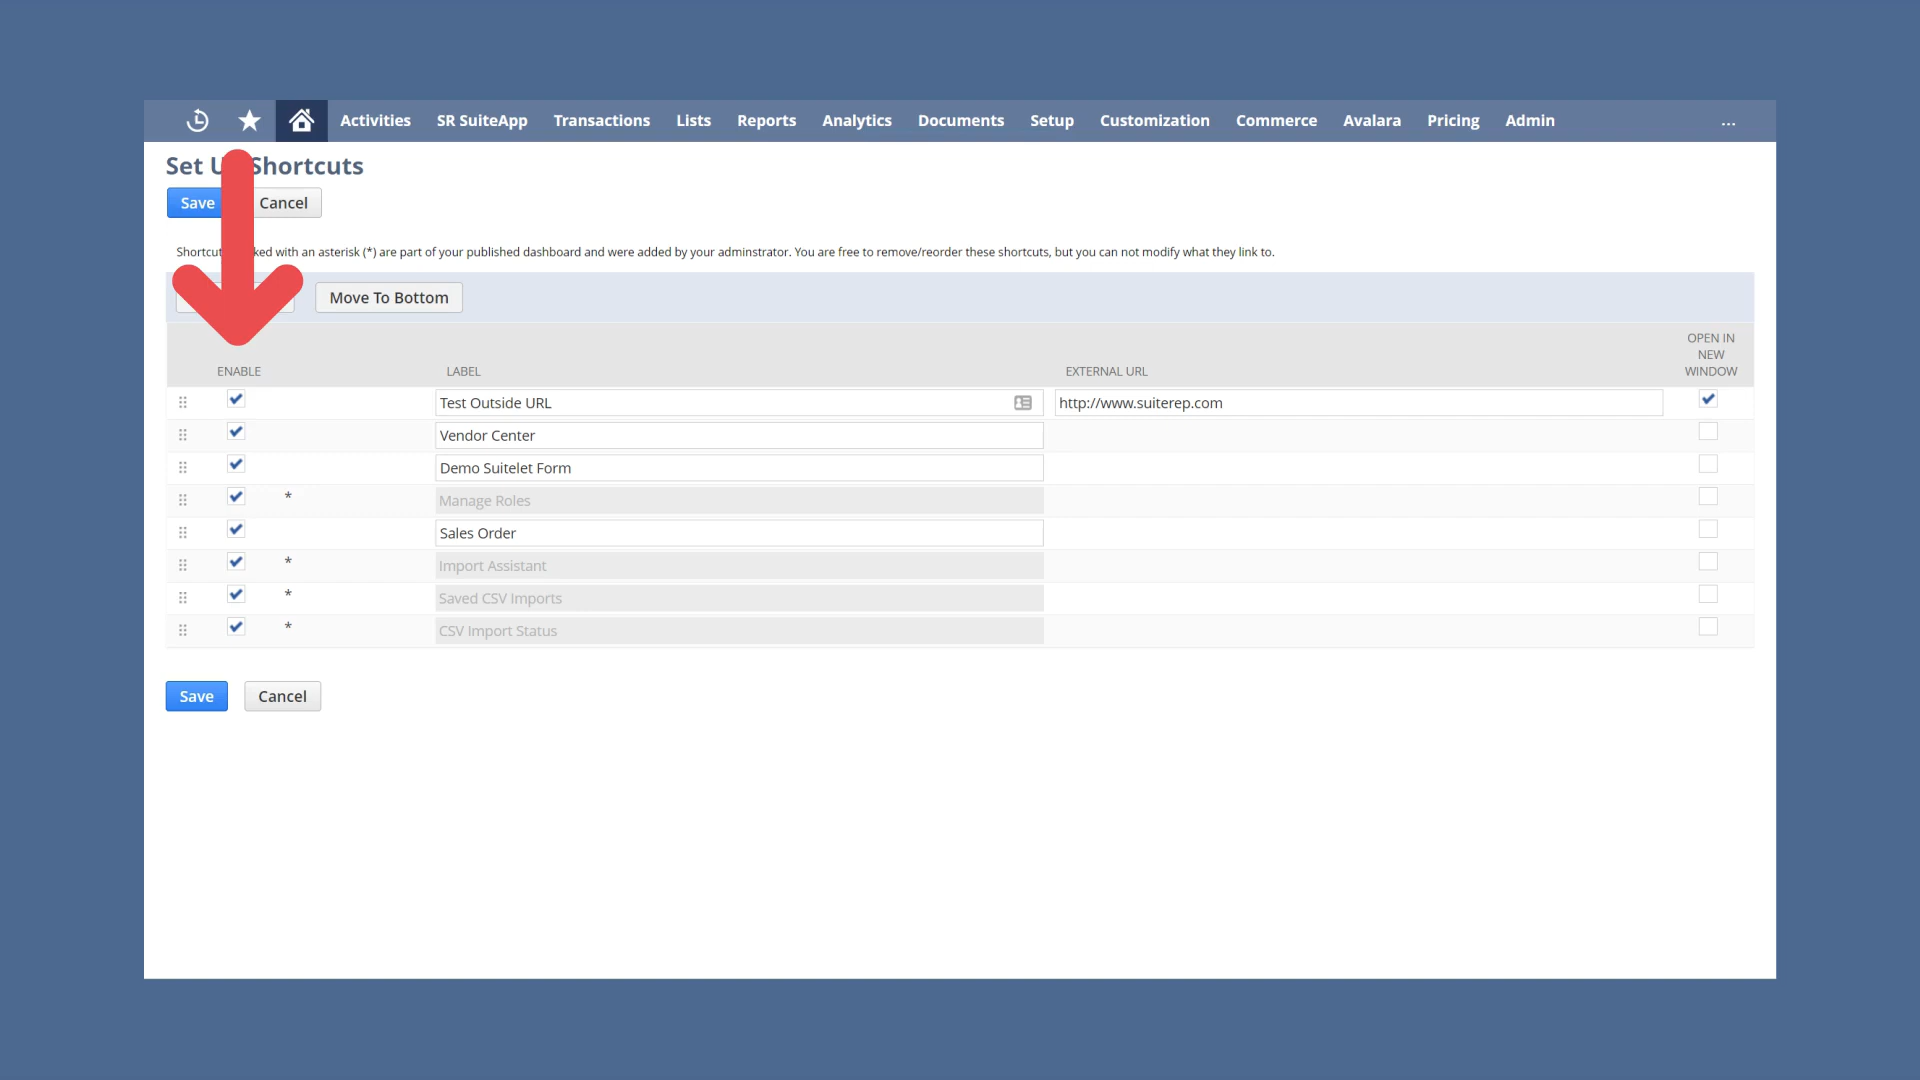 Activities SR SuiteApp Transactions Lists Reports Analytics Documents Setup Customization Commerce Avalara Pricing Admin ...
Set U Shortcuts
Save Cancel
Shortcut ked with an asterisk (*) are part of your published dashboard and were added by your adminstrator. You are free to remove/reorder these shortcuts, but you can not modify what they link to.
Move To Bottom
ENABLE LABEL EXTERNAL URL OPEN IN NEW WINDOW
Test Outside URL http://www.suiterep.com
Vendor Center
Demo Suitelet Form
* Manage Roles
Sales Order
* Import Assistant
* Saved CSV Imports
* CSV Import Status
Save Cancel